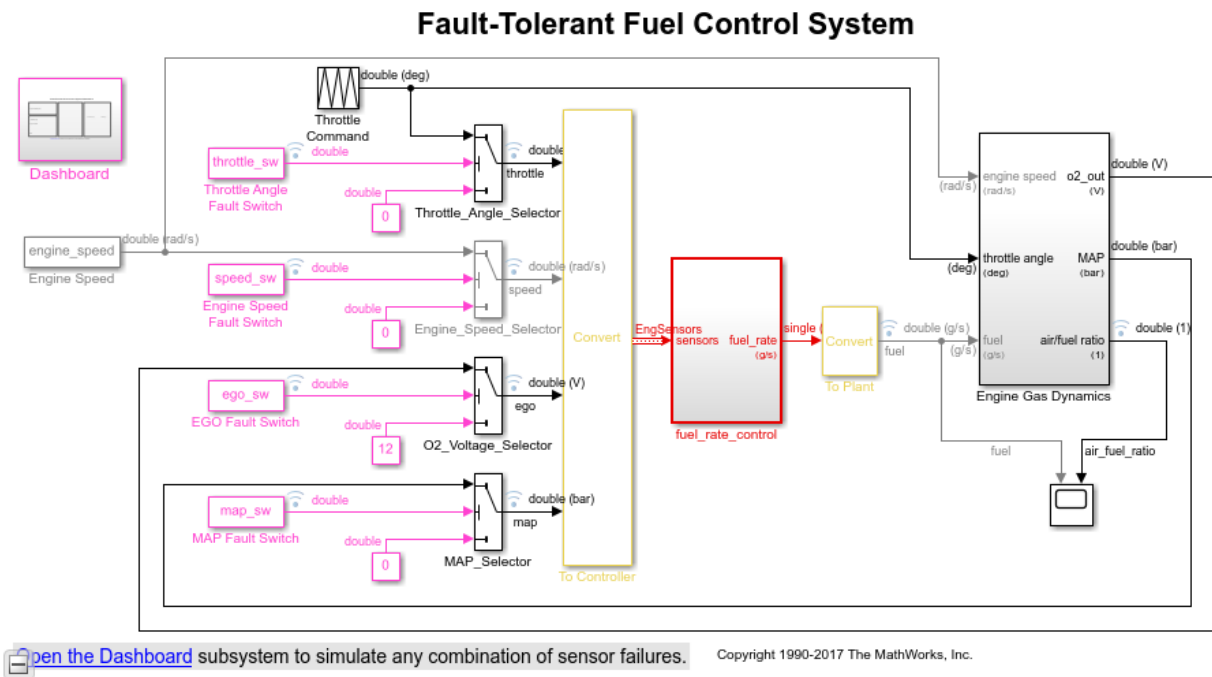 Fault-Tolerant Fuel Control System
Dashboard
double (deg)
Throttle
Command
throttle_sw
double
Throttle Angle
Fault Switch
double
0
double
throttle
Throttle_Angle_Selector
engine_speed
double (rad/s)
Engine Speed
speed_sw
double
Engine Speed
Fault Switch
double
0
double (rad/s)
speed
Engine_Speed_Selector
ego_sw
double
EGO Fault Switch
double
12
double (V)
ego
O2_Voltage_Selector
map_sw
double
MAP Fault Switch
double
0
double (bar)
map
MAP_Selector
Convert
To Controller
EngSensors
sensors
fuel_rate
(g/s)
fuel_rate_control
single (
Convert
To Plant
double (g/s)
fuel
(g/s)
(rad/s)
engine speed
(rad/s)
o2_out
(V)
double (V)
(deg)
throttle angle
(deg)
MAP
(bar)
double (bar)
fuel
(g/s)
air/fuel ratio
(1)
double (1)
Engine Gas Dynamics
fuel
air_fuel_ratio
Open the Dashboard subsystem to simulate any combination of sensor failures.
Copyright 1990-2017 The MathWorks, Inc.